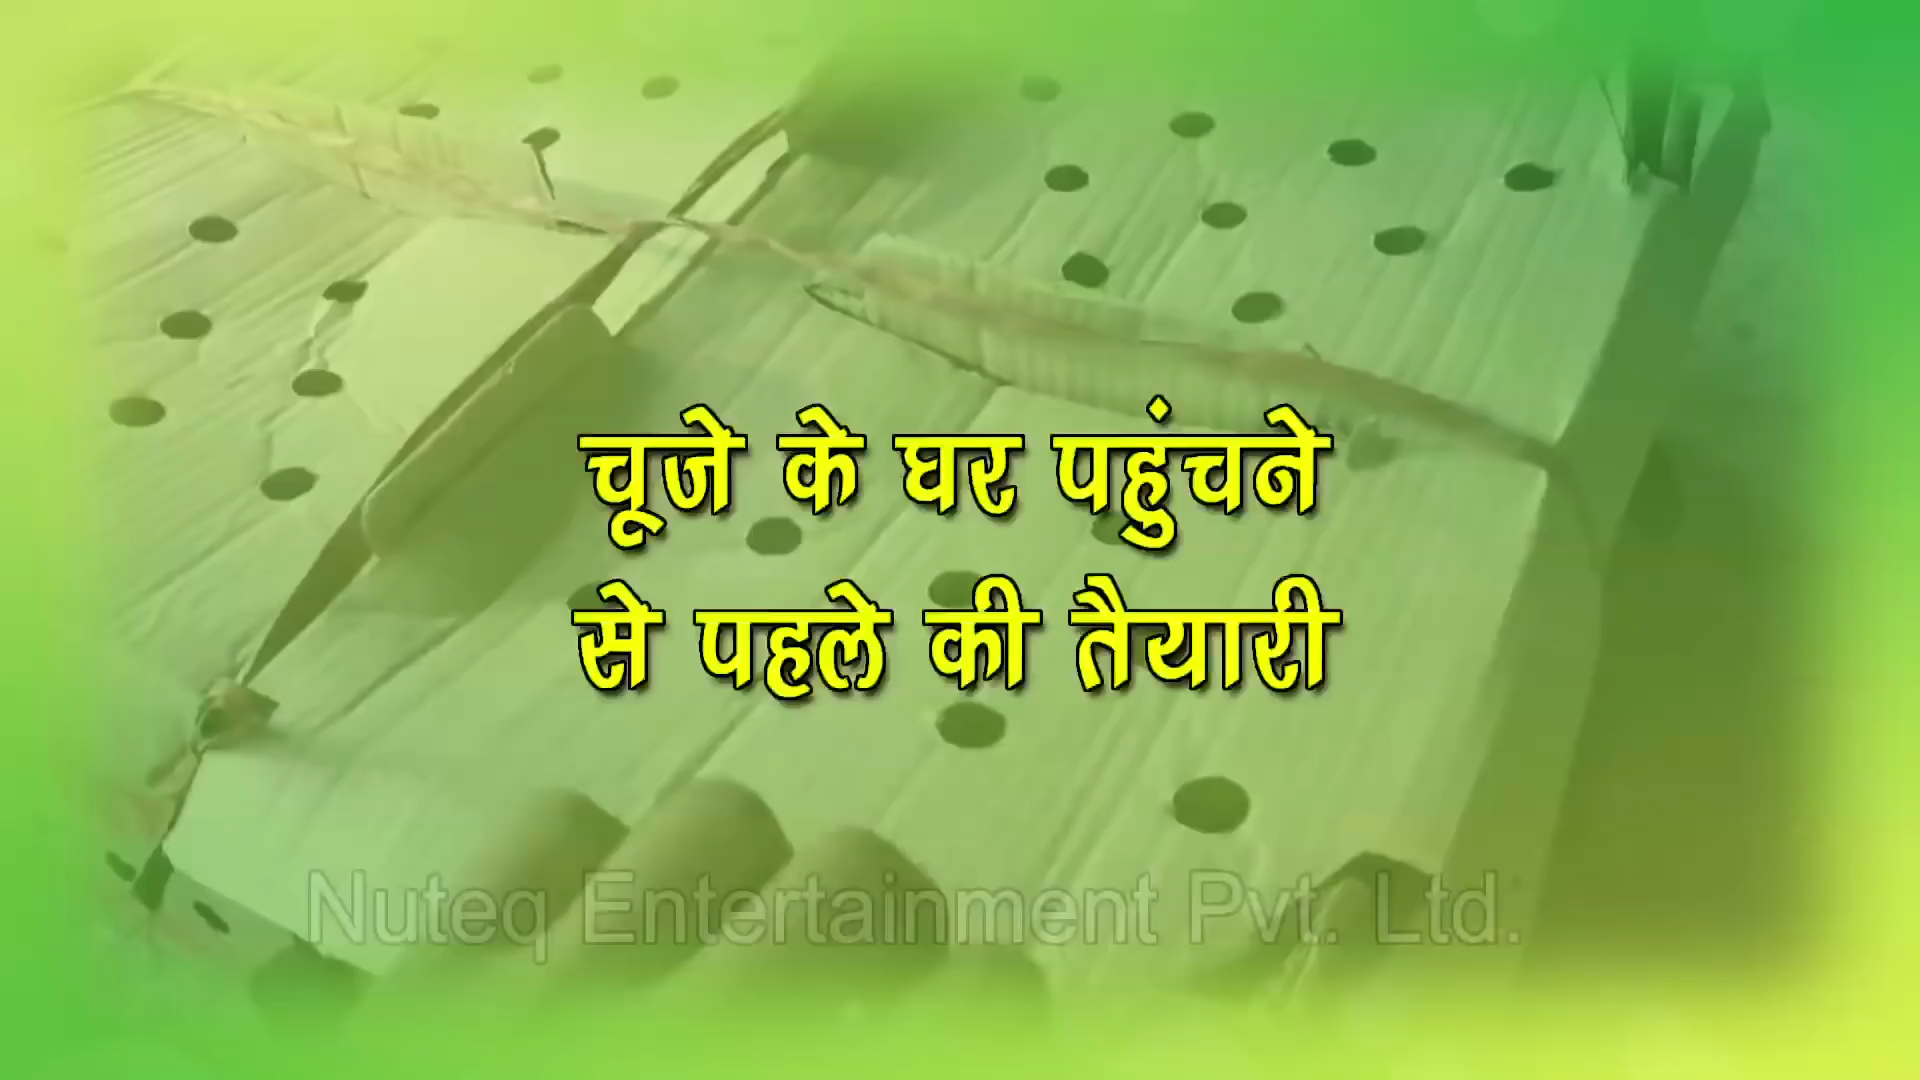 चूजे के घर पहुंचने
से पहले की तैयारी
Nuteq Entertainment Pvt. Ltd.